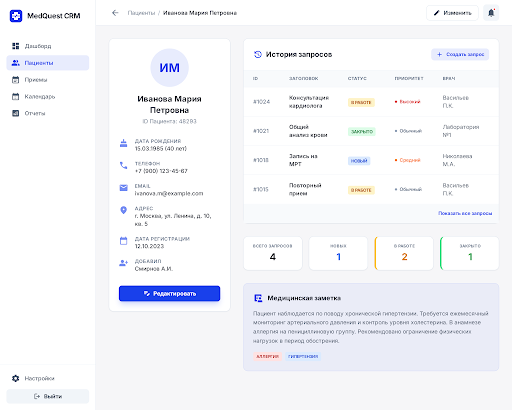 MedQuest CRM
Дашборд
Пациенты
Приемы
Календарь
Отчеты
Настройки
Выйти
Пациенты / Иванова Мария Петровна
Изменить
ИМ
Иванова Мария
Петровна
ID Пациента: 48293
ДАТА РОЖДЕНИЯ
15.03.1985 (40 лет)
ТЕЛЕФОН
+7 (900) 123-45-67
EMAIL
ivanova.m@example.com
АДРЕС
г. Москва, ул. Ленина, д. 10,
кв. 5
ДАТА РЕГИСТРАЦИИ
12.10.2023
ДОБАВИЛ
Смирнов А.И.
Редактировать
История запросов
Создать запрос
ID ЗАГОЛОВОК СТАТУС ПРИОРИТЕТ ВРАЧ
#1024 Консультация кардиолога В РАБОТЕ Высокий Васильев П.К.
#1021 Общий анализ крови ЗАКРЫТО Обычный Лаборатория №1
#1018 Запись на МРТ НОВЫЙ Средний Николаева М.А.
#1015 Повторный прием В РАБОТЕ Обычный Васильев П.К.
Показать все запросы
ВСЕГО ЗАПРОСОВ
4
НОВЫХ
1
В РАБОТЕ
2
ЗАКРЫТО
1
Медицинская заметка
Пациент наблюдается по поводу хронической гипертензии. Требуется ежемесячный
мониторинг артериального давления и контроль уровня холестерина. В анамнезе
аллергия на пенициллиновую группу. Рекомендовано ограничение физических
нагрузок в период обострения.
АЛЛЕРГИЯ ГИПЕРТЕНЗИЯ